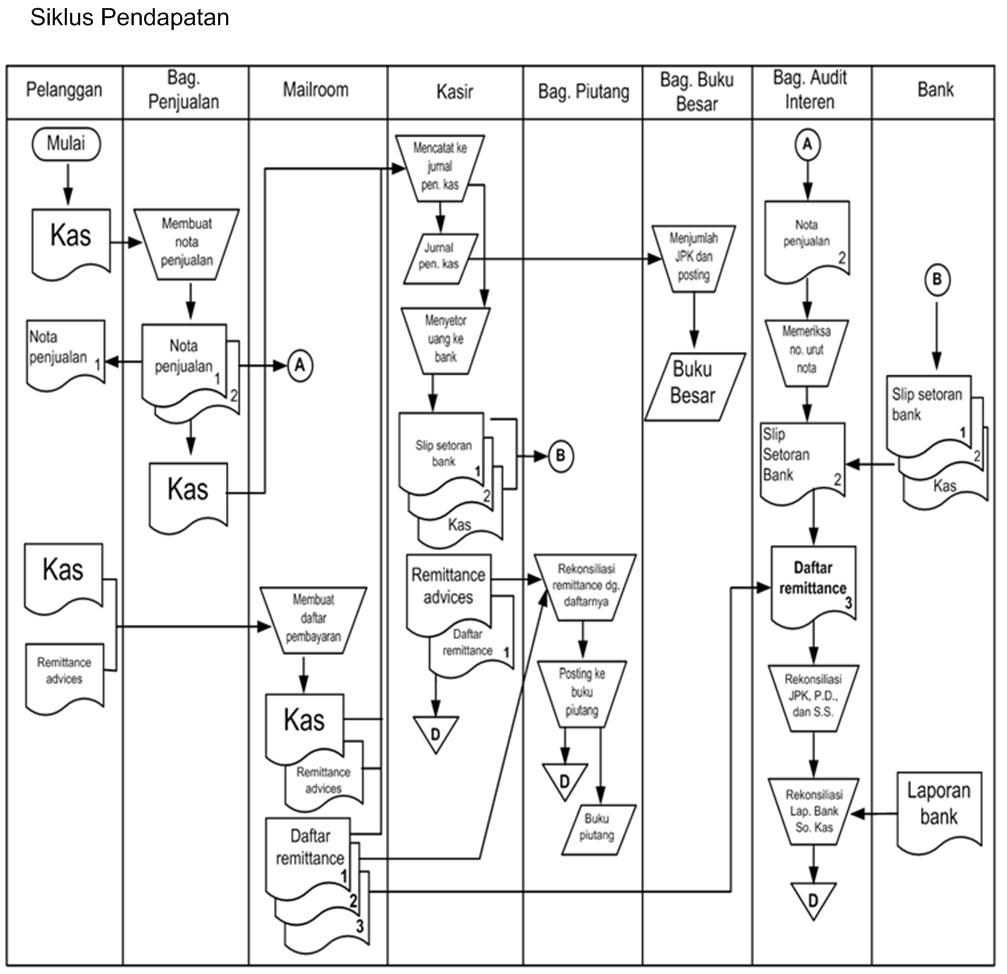 Siklus Pendapatan
Pelanggan
Bag.
Penjualan
Mailroom
Kasir
Bag. Piutang
Bag. Buku
Besar
Bag. Audit
Interen
Bank
Mulai
Kas
Nota
penjualan 1
Kas
Remittance
advices
Membuat
nota
penjualan
Nota
penjualan
1
2
A
Kas
Membuat
daftar
pembayaran
Kas
Remittance
advices
Daftar
remittance
1
2
3
Mencatat ke
jurnal
pen. kas
Jurnal
pen. kas
Menyetor
uang ke
bank
Slip setoran
bank
1
2
Kas
B
Remittance
advices
Daftar
remittance 1
D
Rekonsiliasi
remittance dg.
daftarnya
Posting ke
buku
piutang
D
Buku
piutang
Menjumlah
JPK dan
posting
Buku
Besar
A
Nota
penjualan
2
Memeriksa
no. urut
nota
Slip
Setoran
Bank
2
Daftar
remittance
3
Rekonsiliasi
JPK, P.D.,
dan S.S.
Rekonsiliasi
Lap. Bank
So. Kas
D
B
Slip setoran
bank
1
2
Kas
Laporan
bank